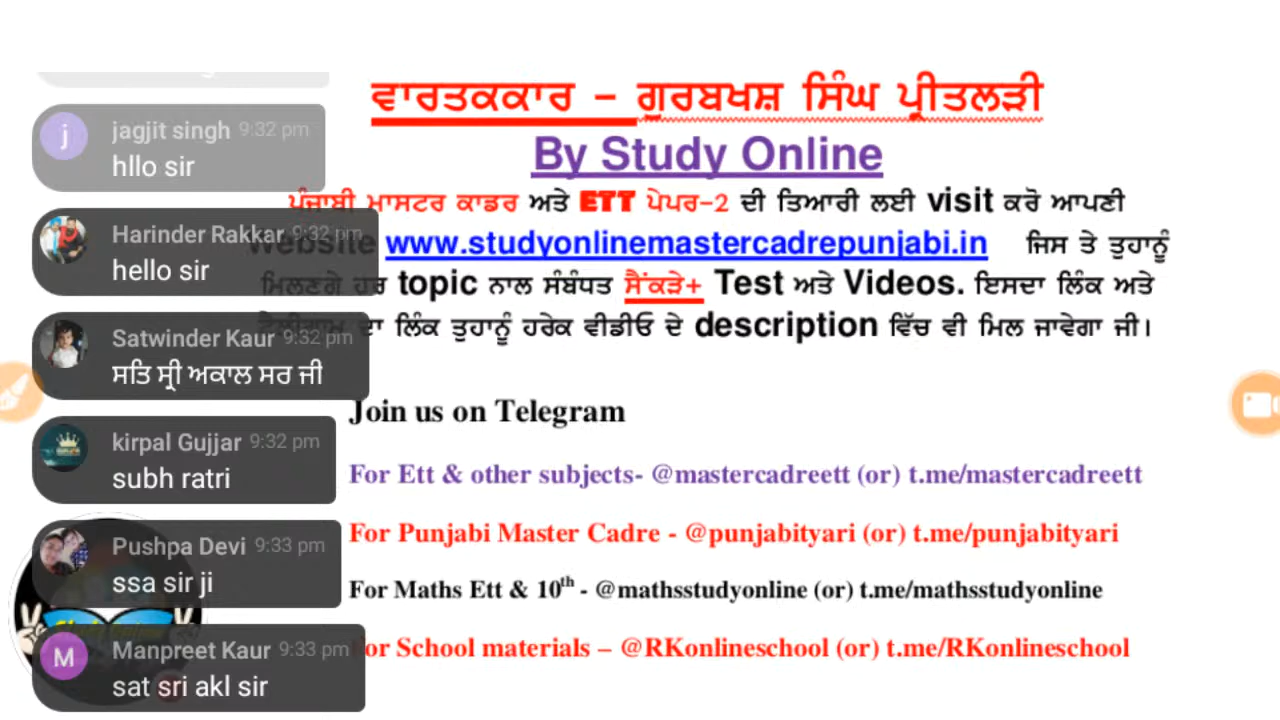 ਵਾਰਤਕਕਾਰ – ਗੁਰਬਖਸ਼ ਸਿੰਘ ਪ੍ਰੀਤਲੜੀ
By Study Online
ਪੰਜਾਬੀ ਮਾਸਟਰ ਕਾਡਰ ਅਤੇ ETT ਪੇਪਰ-2 ਦੀ ਤਿਆਰੀ ਲਈ visit ਕਰੋ ਆਪਣੀ
Website www.studyonlinemastercadrepunjabi.in ਜਿਸ ਤੇ ਤੁਹਾਨੂੰ
ਮਿਲਣਗੇ ਹਰ topic ਨਾਲ ਸੰਬੰਧਤ ਸੈਂਕੜੇ+ Test ਅਤੇ Videos. ਇਸਦਾ ਲਿੰਕ ਅਤੇ
ਦਾ ਲਿੰਕ ਤੁਹਾਨੂੰ ਹਰੇਕ ਵੀਡੀਓ ਦੇ description ਵਿੱਚ ਵੀ ਮਿਲ ਜਾਵੇਗਾ ਜੀ।
Join us on Telegram
For Ett & other subjects- @mastercadreett (or) t.me/mastercadreett
For Punjabi Master Cadre - @punjabityari (or) t.me/punjabityari
For Maths Ett & 10th - @mathsstudyonline (or) t.me/mathsstudyonline
For School materials – @RKonlineschool (or) t.me/RKonlineschool
j
jagjit singh 9:32 pm
hllo sir
Harinder Rakkar 9:32 pm
hello sir
Satwinder Kaur 9:32 pm
ਸਤਿ ਸ੍ਰੀ ਅਕਾਲ ਸਰ ਜੀ
kirpal Gujjar 9:32 pm
subh ratri
Pushpa Devi 9:33 pm
ssa sir ji
M
Manpreet Kaur 9:33 pm
sat sri akl sir